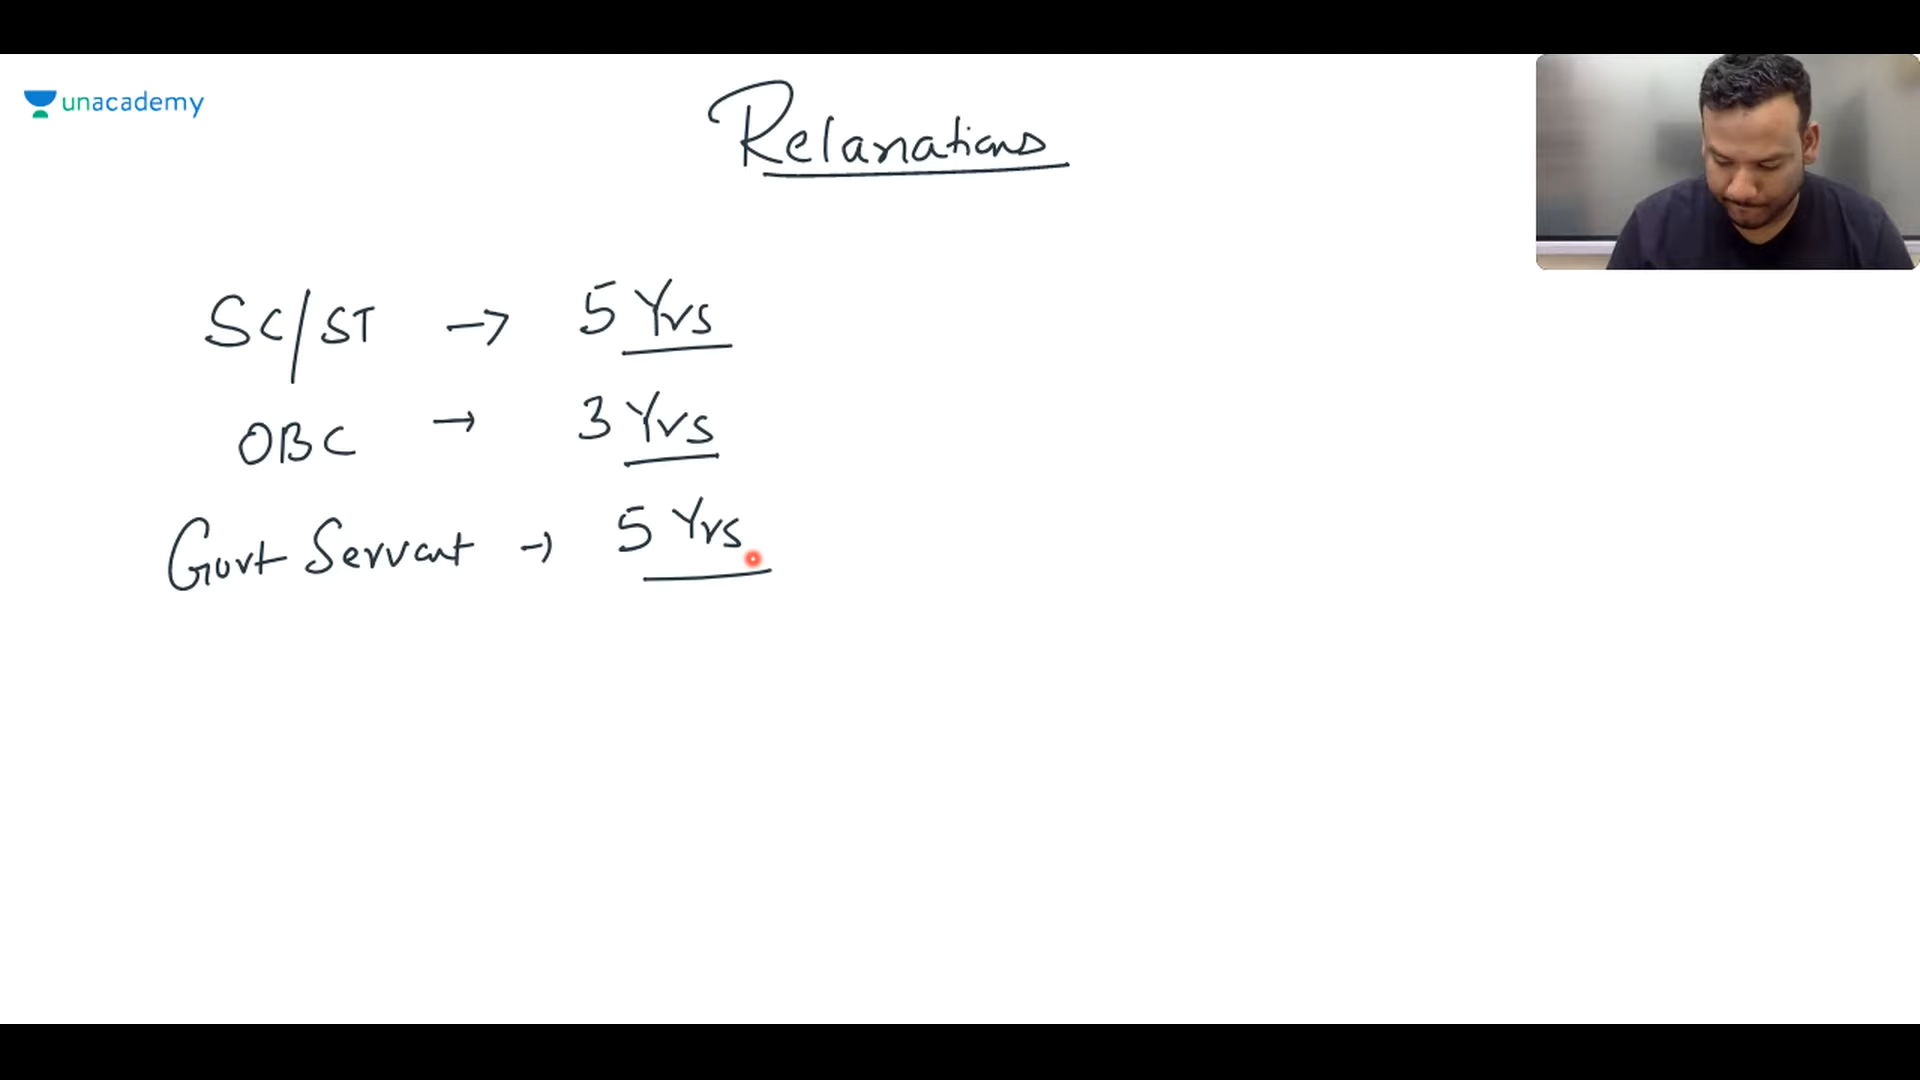 unacademy
Relaxations
SC/ST → 5 Yrs
OBC → 3 Yrs
Govt Servant → 5 Yrs